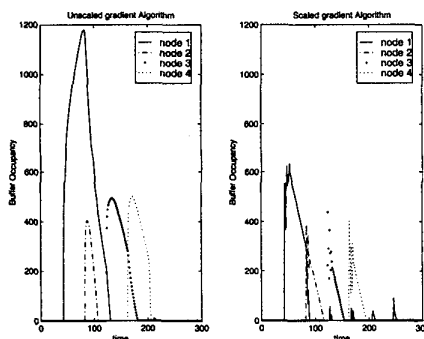 Unscaled gradient Algorithm
1200
1000
800
600
400
200
0
0
100
200
300
Buffer Occupancy
time
node 1
node 2
node 3
node 4
Scaled gradient Algorithm
1200
1000
800
600
400
200
0
0
100
200
300
Buffer Occupancy
time
node 1
node 2
node 3
node 4